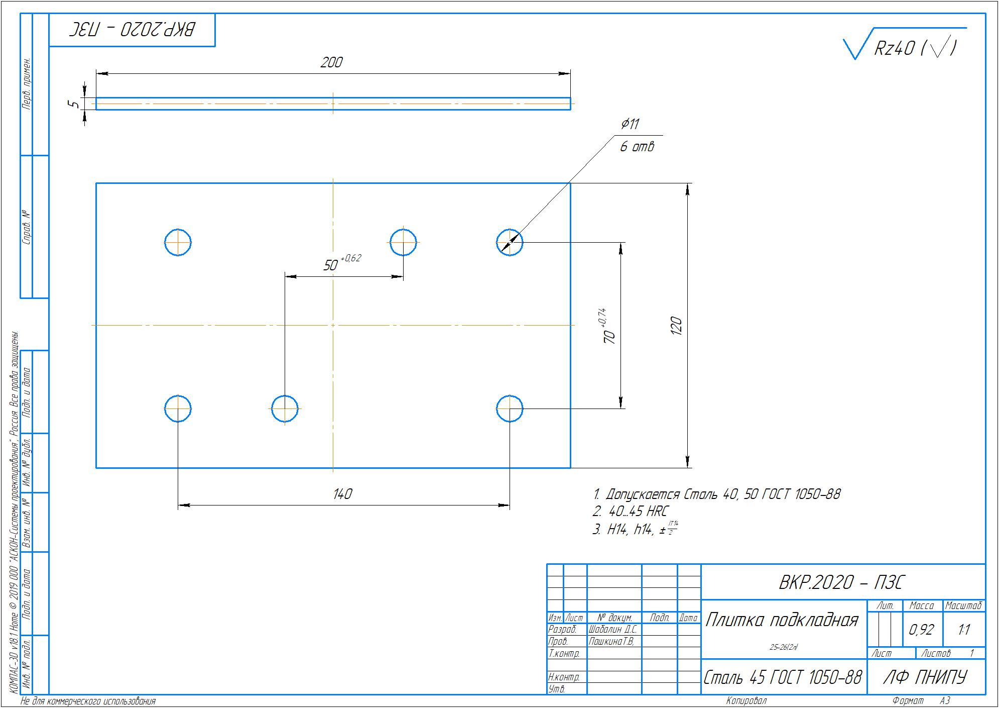 ВКР.2020 - ПЗС
Rz40 (√)
200
5
⌀11
6 отв
50 +0,62
70 +0,74
120
140
1. Допускается Сталь 40, 50 ГОСТ 1050-88
2. 40...45 HRC
3. H14, h14, ± IT14/2
Перв. примен.
Справ. №
Подп. и дата
Инв. № дубл.
Взам. инв. №
Подп. и дата
Инв. № подл.
КОМПАС-3D v18.1 Home © 2019 ООО "АСКОН-Системы проектирования", Россия. Все права защищены.
ВКР.2020 - ПЗС
Изм. Лист № докум. Подп. Дата
Разраб. Шабалин Д.С.
Пров. ПашкинаТ.В,
Т.контр.
Н.контр.
Утв.
Плитка подкладная
25-26(2л)
Сталь 45 ГОСТ 1050-88
Лит. Масса Масштаб
0,92 1:1
Лист Листов 1
ЛФ ПНИПУ
Не для коммерческого использования
Копировал
Формат А3